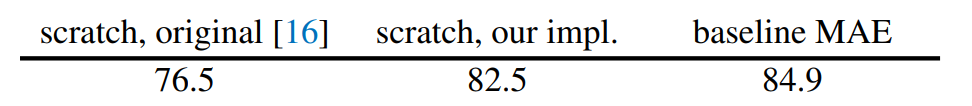 scratch, original [16] scratch, our impl. baseline MAE
76.5 82.5 84.9